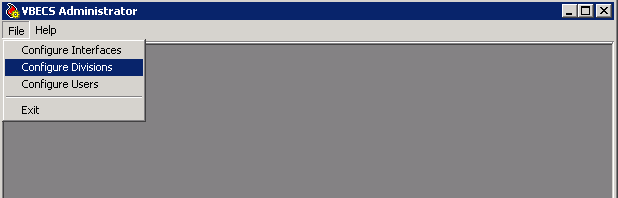 VBECS Administrator
File Help
Configure Interfaces
Configure Divisions
Configure Users
Exit